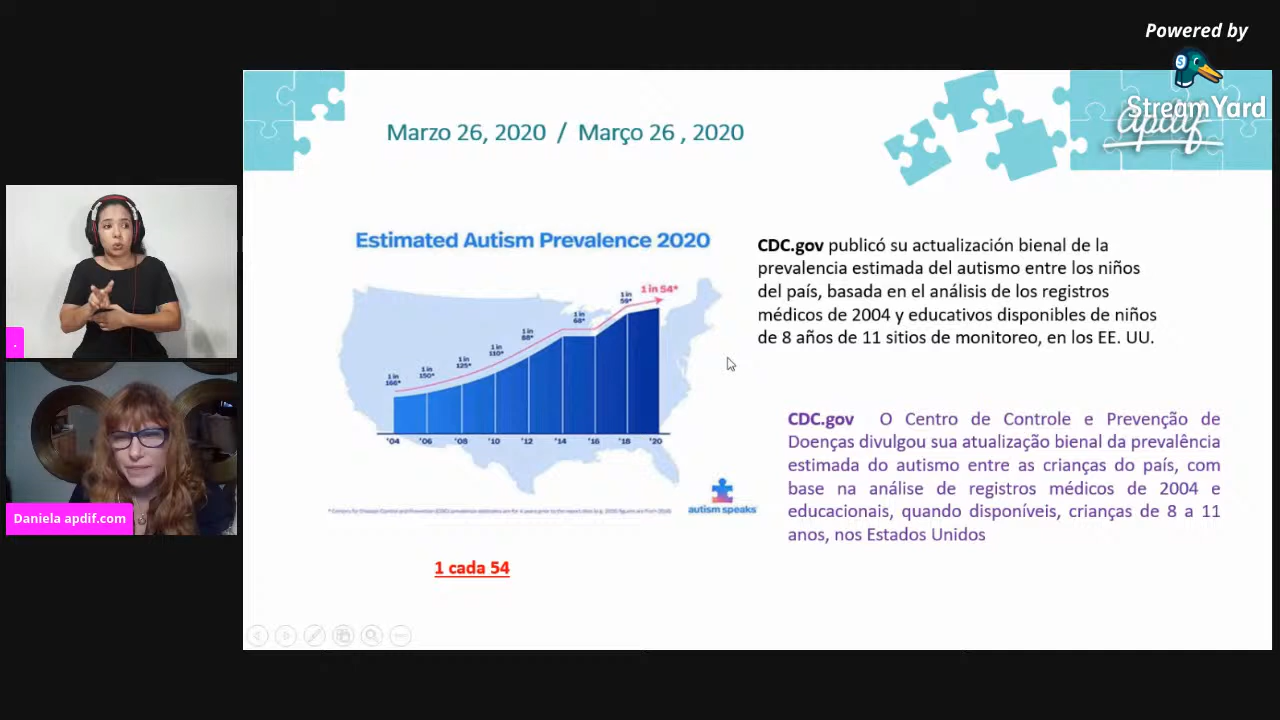 Powered by
StreamYard
apdif
Marzo 26, 2020 / Março 26 , 2020
Estimated Autism Prevalence 2020
1 in 166*
1 in 150*
1 in 125*
1 in 110*
1 in 88*
1 in 68*
1 in 59*
1 in 54*
'04 '06 '08 '10 '12 '14 '16 '18 '20
autism speaks
1 cada 54
CDC.gov publicó su actualización bienal de la
prevalencia estimada del autismo entre los niños
del país, basada en el análisis de los registros
médicos de 2004 y educativos disponibles de niños
de 8 años de 11 sitios de monitoreo, en los EE. UU.
CDC.gov O Centro de Controle e Prevenção de
Doenças divulgou sua atualização bienal da prevalência
estimada do autismo entre as crianças do país, com
base na análise de registros médicos de 2004 e
educacionais, quando disponíveis, crianças de 8 a 11
anos, nos Estados Unidos
Daniela apdif.com